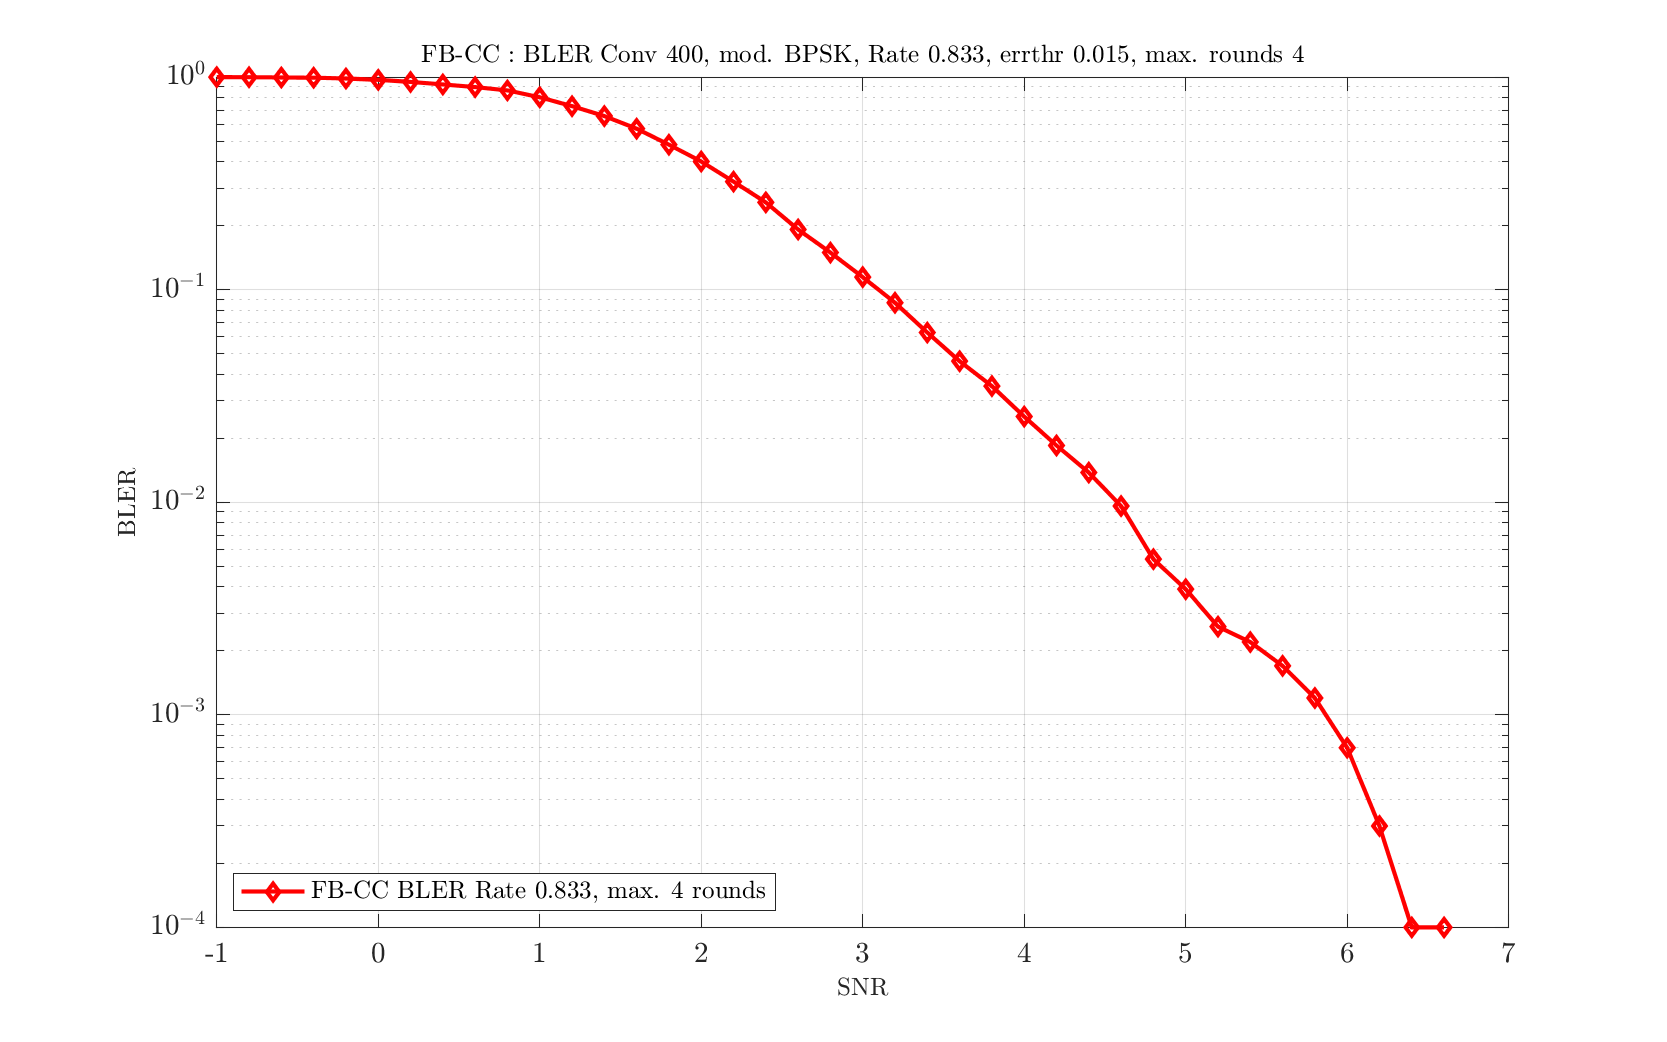 FB-CC : BLER Conv 400, mod. BPSK, Rate 0.833, errthr 0.015, max. rounds 4
10^0
10^−1
10^−2
10^−3
10^−4
BLER
FB-CC BLER Rate 0.833, max. 4 rounds
-1 0 1 2 3 4 5 6 7
SNR